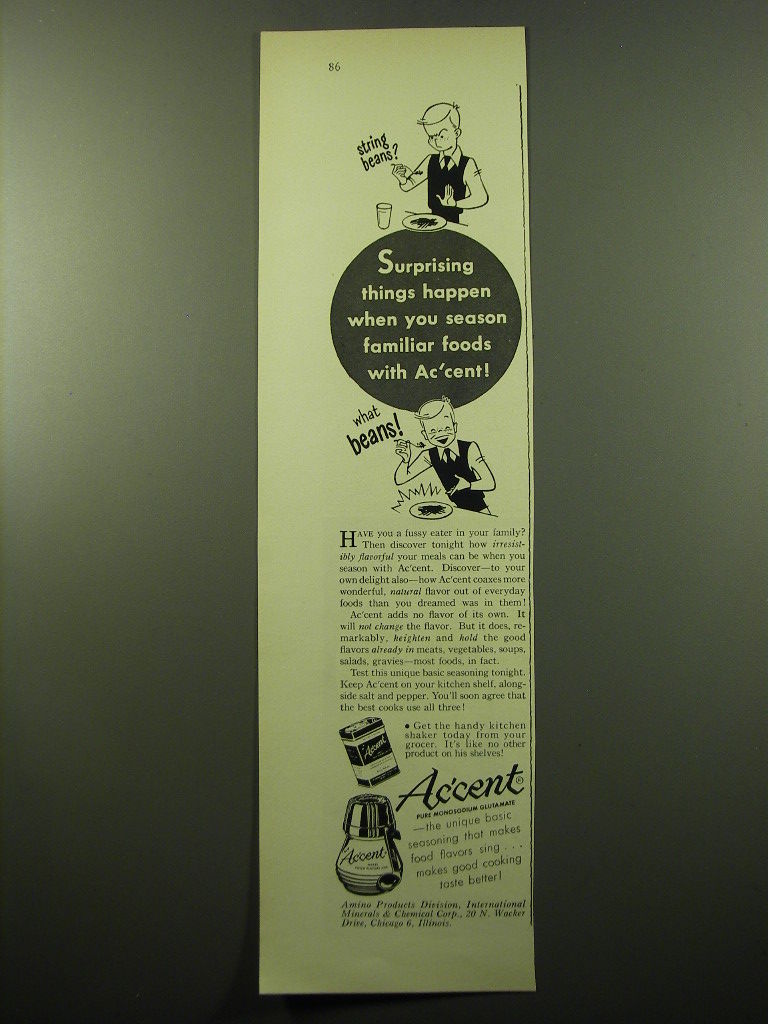 86
string
beans?
Surprising
things happen
when you season
familiar foods
with Ac'cent!
what
beans!
HAVE you a fussy eater in your family?
Then discover tonight how irresist-
ibly flavorful your meals can be when you
season with Ac'cent. Discover—to your
own delight also—how Ac'cent coaxes more
wonderful, natural flavor out of everyday
foods than you dreamed was in them!
Ac'cent adds no flavor of its own. It
will not change the flavor. But it does, re-
markably, heighten and hold the good
flavors already in meats, vegetables, soups,
salads, gravies—most foods, in fact.
Test this unique basic seasoning tonight.
Keep Ac'cent on your kitchen shelf, along-
side salt and pepper. You'll soon agree that
the best cooks use all three!
• Get the handy kitchen
shaker today from your
grocer. It's like no other
product on his shelves!
Ac'cent
Ac'cent®
PURE MONOSODIUM GLUTAMATE
—the unique basic
seasoning that makes
food flavors sing . . .
makes good cooking
taste better!
Ac'cent
Amino Products Division, International
Minerals & Chemical Corp., 20 N. Wacker
Drive, Chicago 6, Illinois.